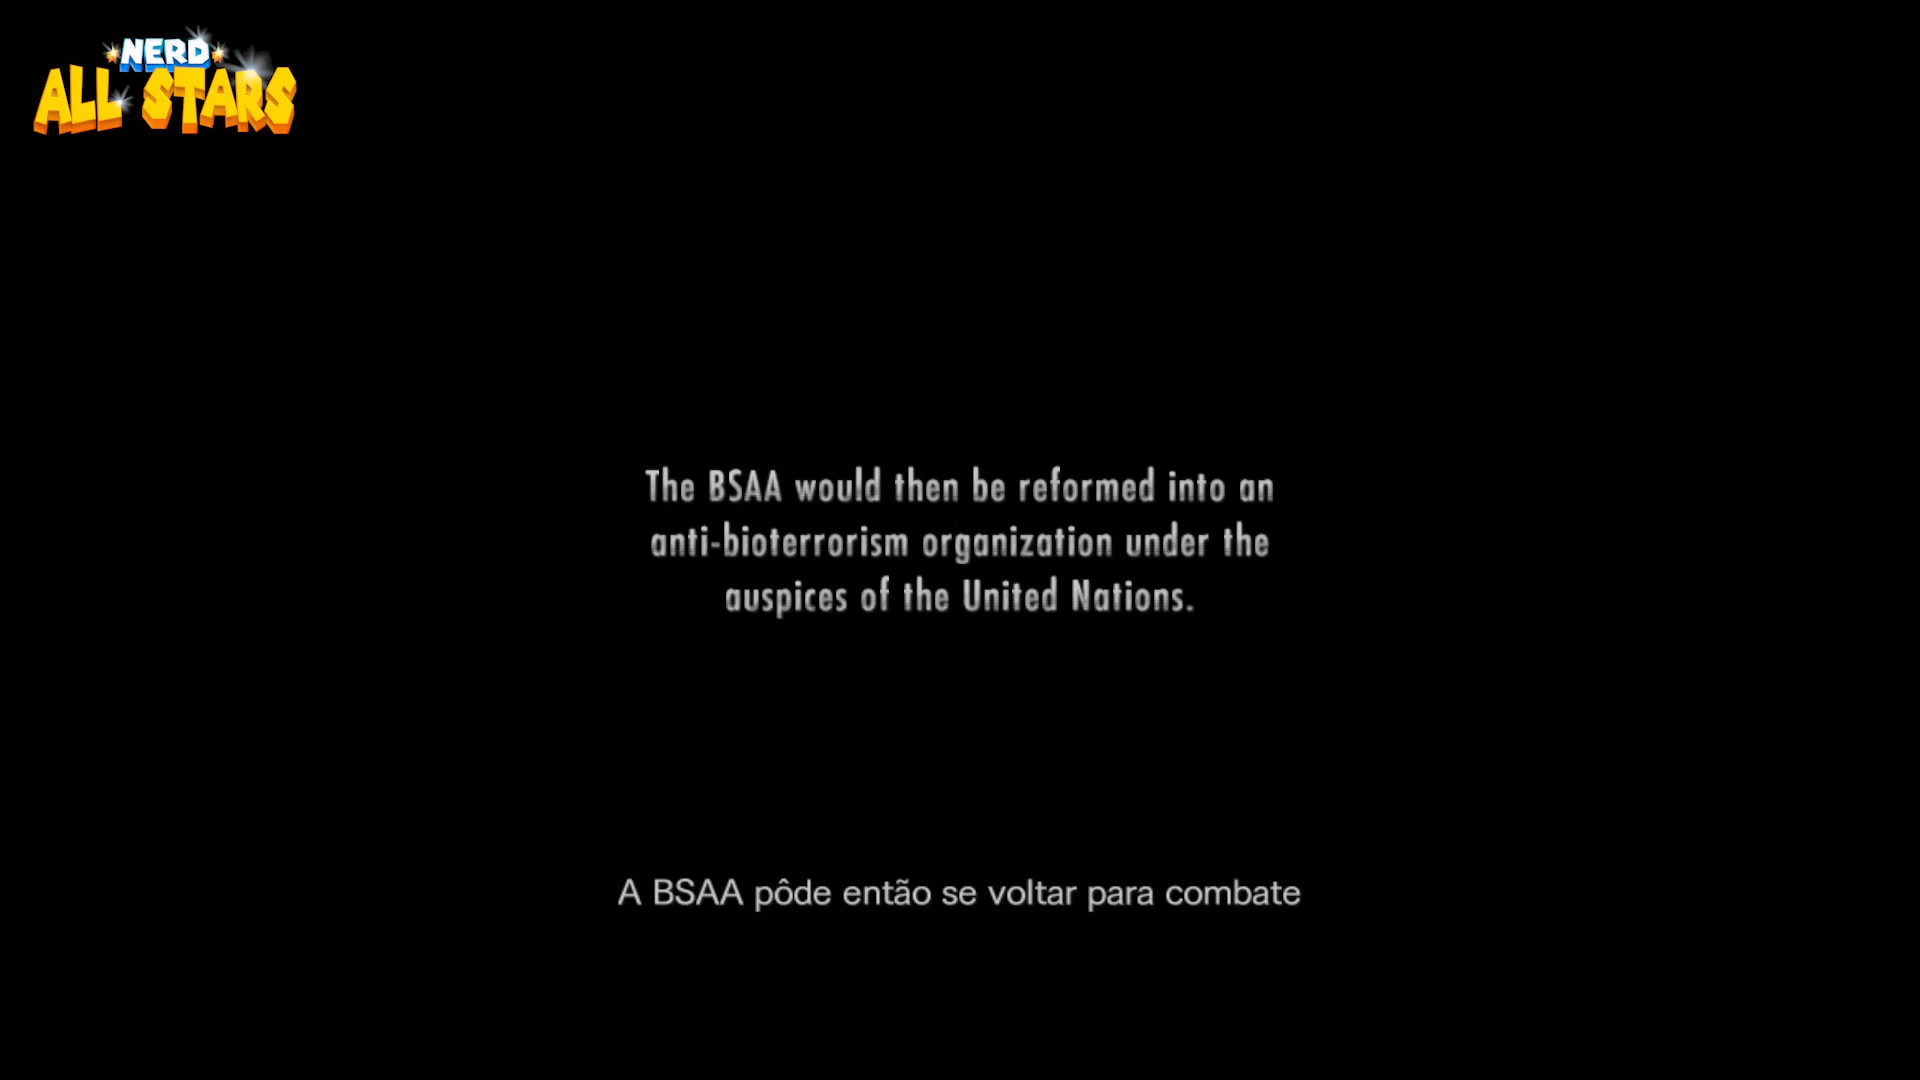 NERD
ALL STARS
The BSAA would then be reformed into an
anti-bioterrorism organization under the
auspices of the United Nations.
A BSAA pôde então se voltar para combate